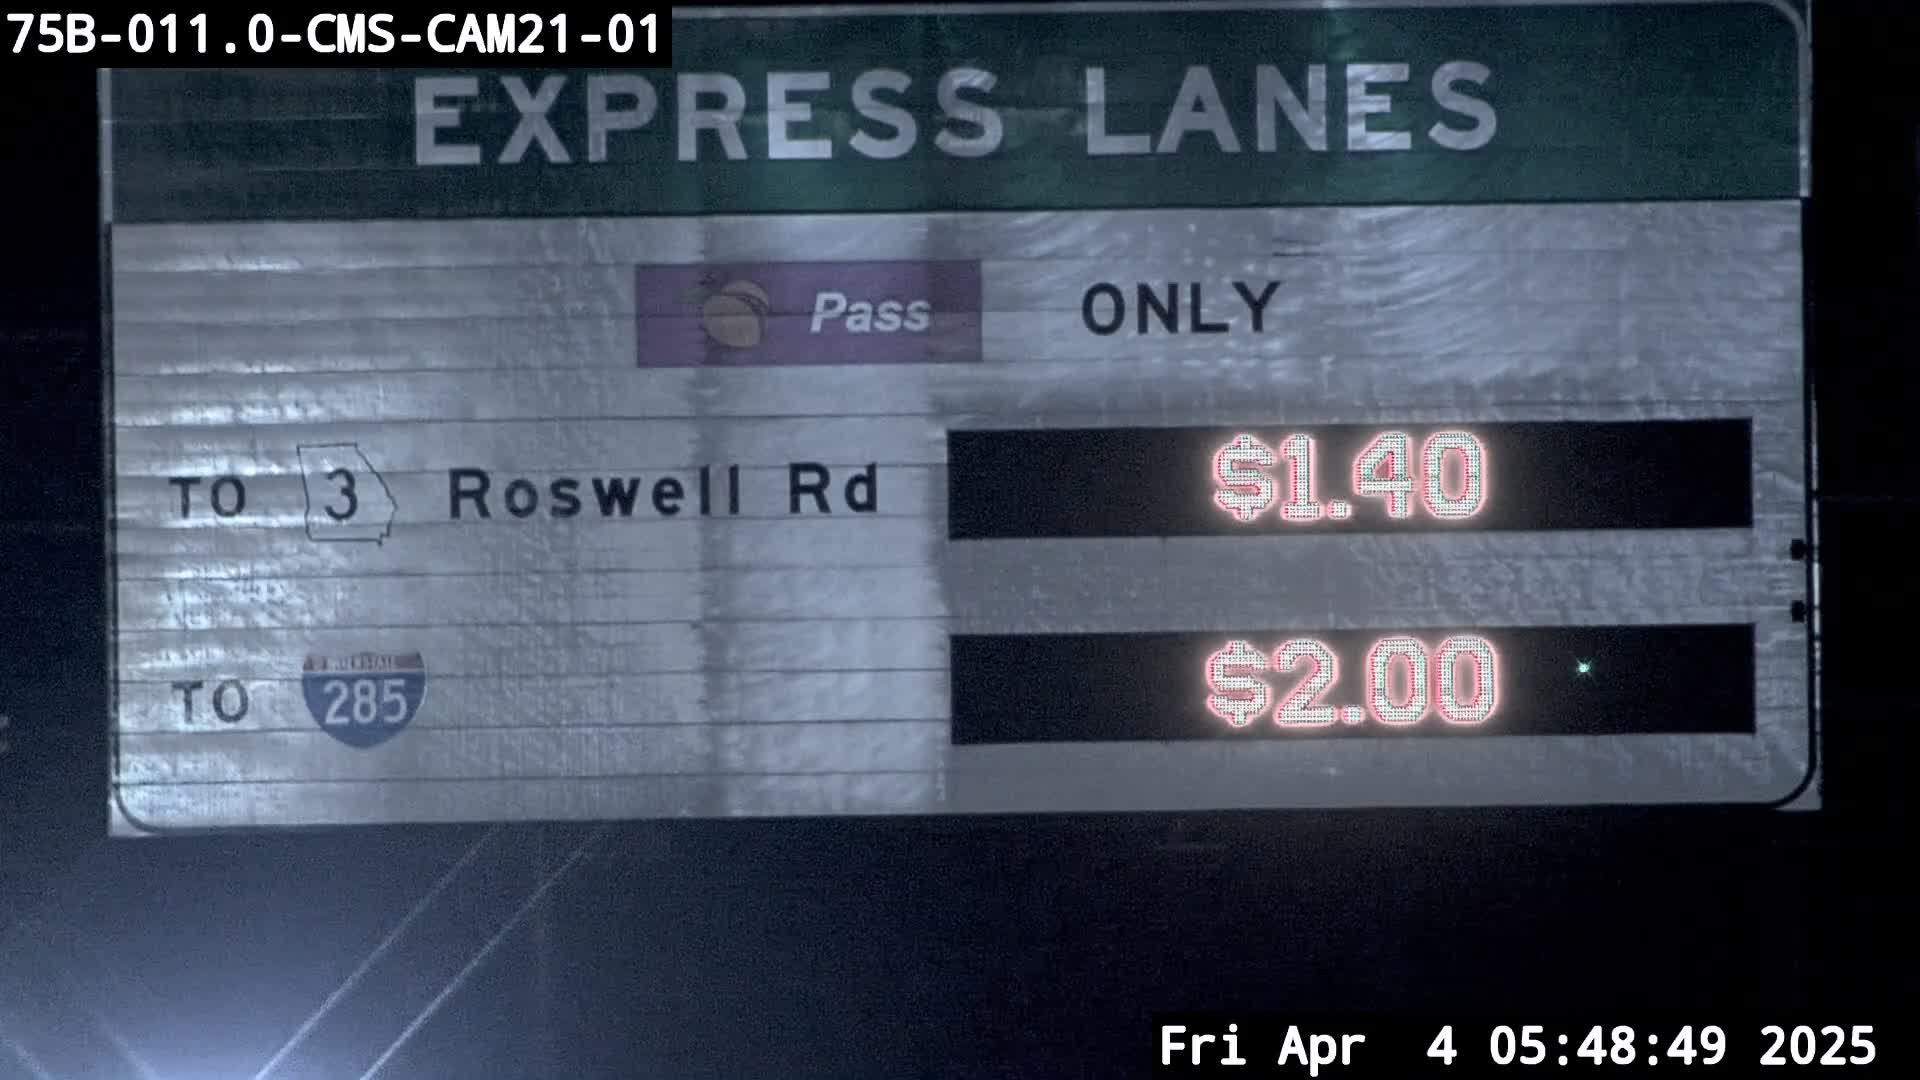 75B-011.0-CMS-CAM21-01
EXPRESS LANES
Pass ONLY
TO 3 Roswell Rd $1.40
TO INTERSTATE 285 $2.00
Fri Apr 4 05:48:49 2025